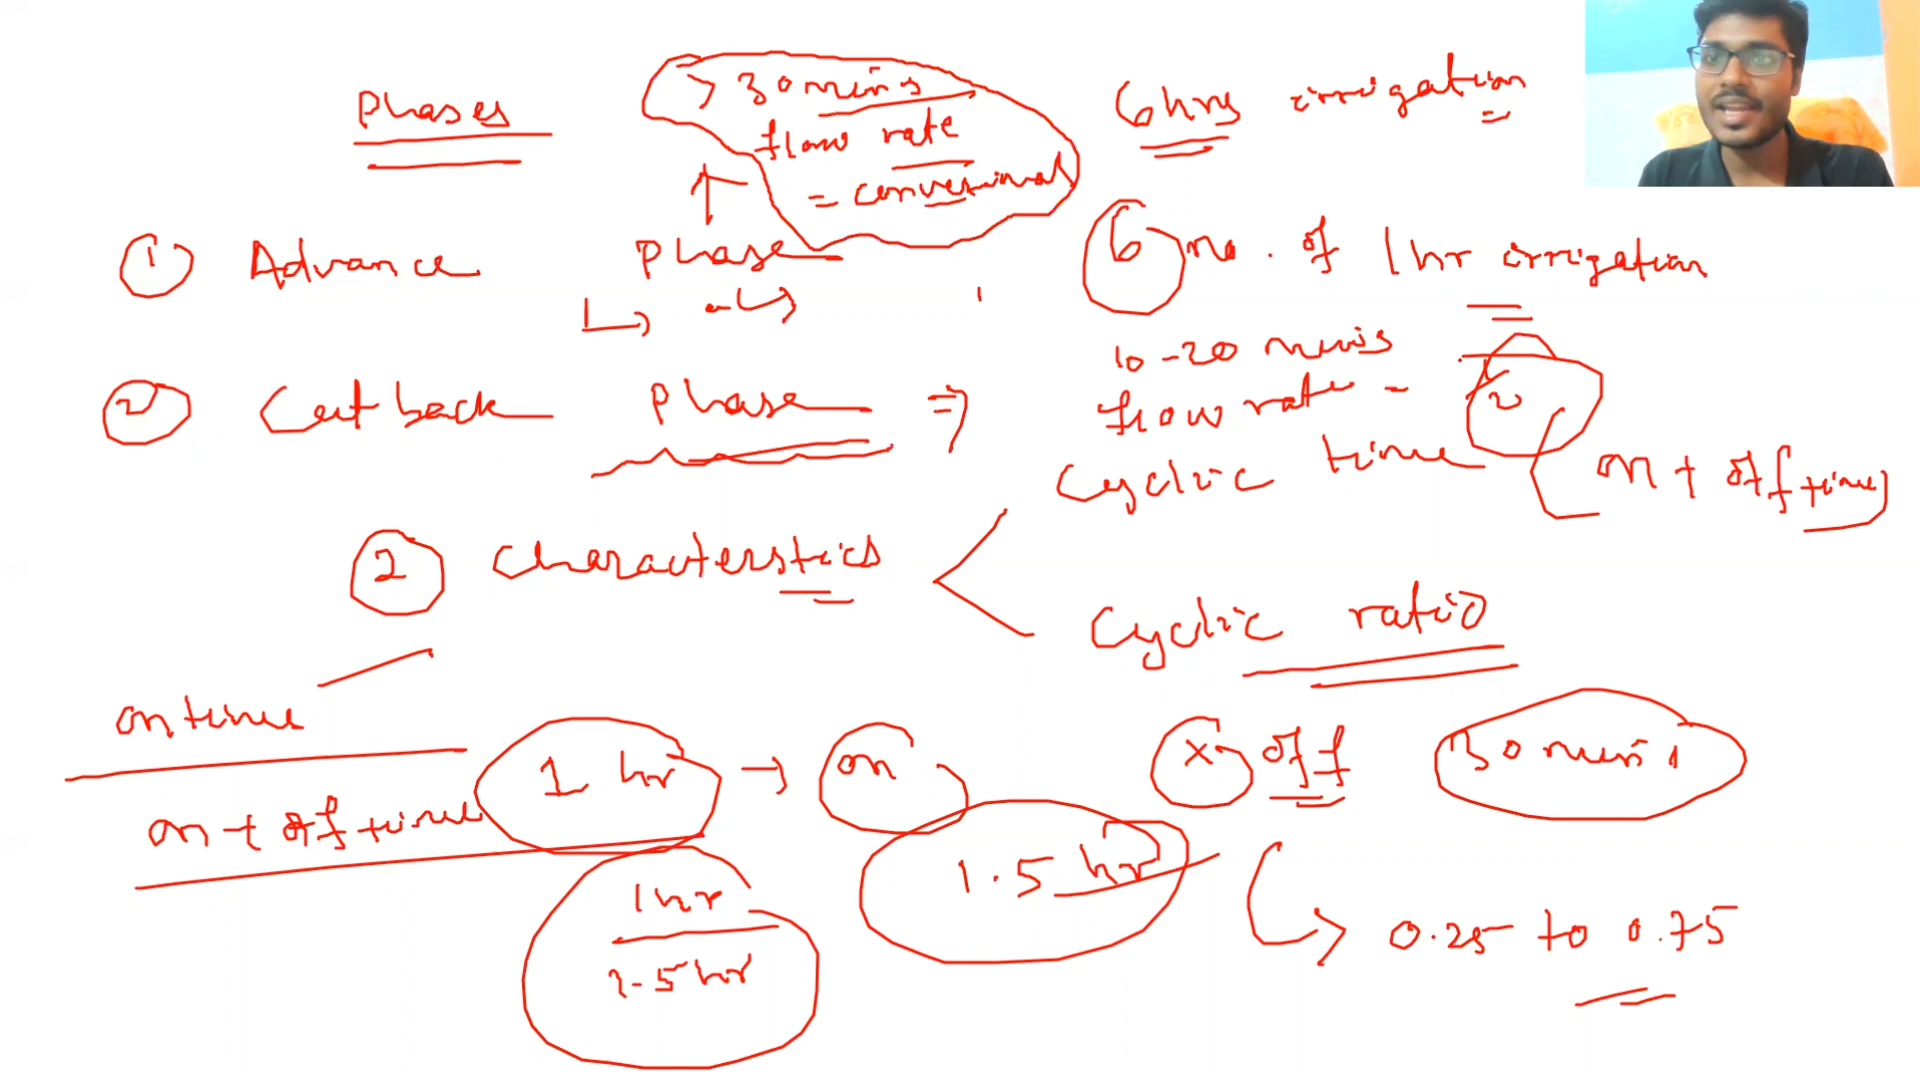 Phases
> 30 mins
flow rate
= conventional
6 hrs irrigation
① Advance Phase
6 no. of 1 hr irrigation
② Cut back Phase ⇒
10-20 mins
flow rate -
Cyclic time
on + off time
2 Characterstics
Cyclic ratio
on time
on + off time
1 hr → on
x off
30 mins
1 hr
1.5 hr
1.5 hr
0.25 to 0.75